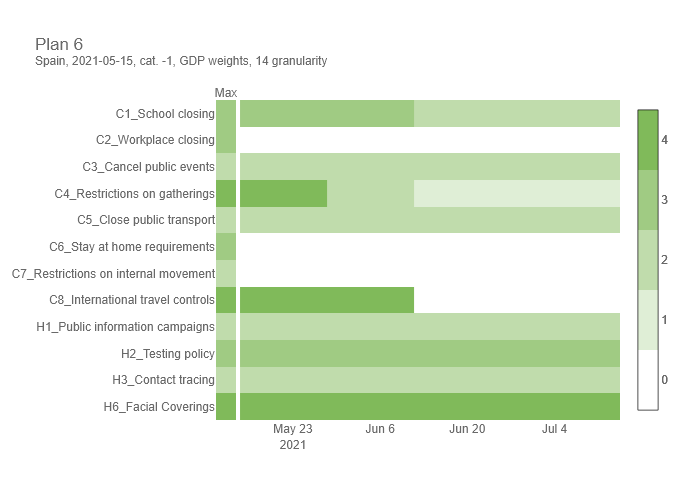 Plan 6
Spain, 2021-05-15, cat. -1, GDP weights, 14 granularity
Max
C1_School closing
C2_Workplace closing
C3_Cancel public events
C4_Restrictions on gatherings
C5_Close public transport
C6_Stay at home requirements
C7_Restrictions on internal movement
C8_International travel controls
H1_Public information campaigns
H2_Testing policy
H3_Contact tracing
H6_Facial Coverings
May 23
2021
Jun 6
Jun 20
Jul 4
4
3
2
1
0